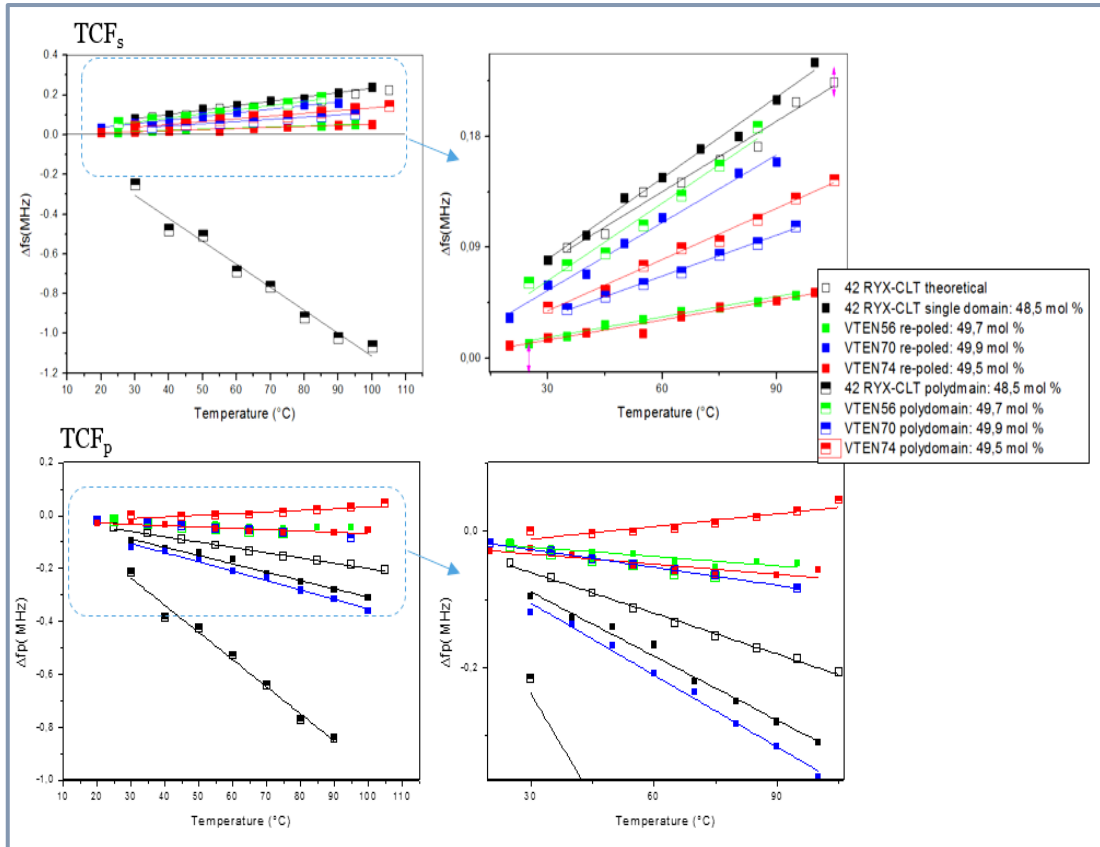 TCFs
0.4
0.2
0.0
-0.2
-0.4
-0.6
-0.8
-1.0
-1.2
Δfs(MHz)
10 20 30 40 50 60 70 80 90 100 110
Temperature (°C)
0,18
0,09
0,00
Δfs(MHz)
30 60 90
Temperature (°C)
42 RYX-CLT theoretical
42 RYX-CLT single domain: 48,5 mol %
VTEN56 re-poled: 49,7 mol %
VTEN70 re-poled: 49,9 mol %
VTEN74 re-poled: 49,5 mol %
42 RYX-CLT polydmain: 48,5 mol %
VTEN56 polydomain: 49,7 mol %
VTEN70 polydomain: 49,9 mol %
VTEN74 polydomain: 49,5 mol %
TCFp
0,2
0,0
-0,2
-0,4
-0,6
-0,8
-1,0
Δfp( MHz)
10 20 30 40 50 60 70 80 90 100 110
Temperature (°C)
0,0
-0,2
Δfp( MHz)
30 60 90
Temperature (°C)